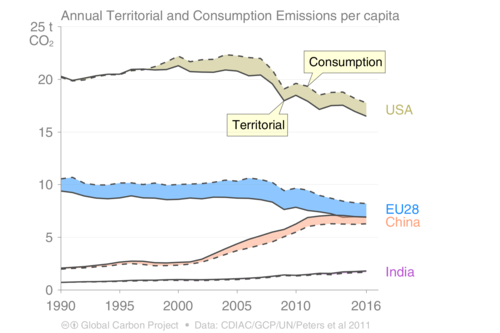 Annual Territorial and Consumption Emissions per capita
25 t
CO₂
20
15
10
5
0
Consumption
Territorial
USA
EU28
China
India
1990 1995 2000 2005 2010 2016
Global Carbon Project • Data: CDIAC/GCP/UN/Peters et al 2011